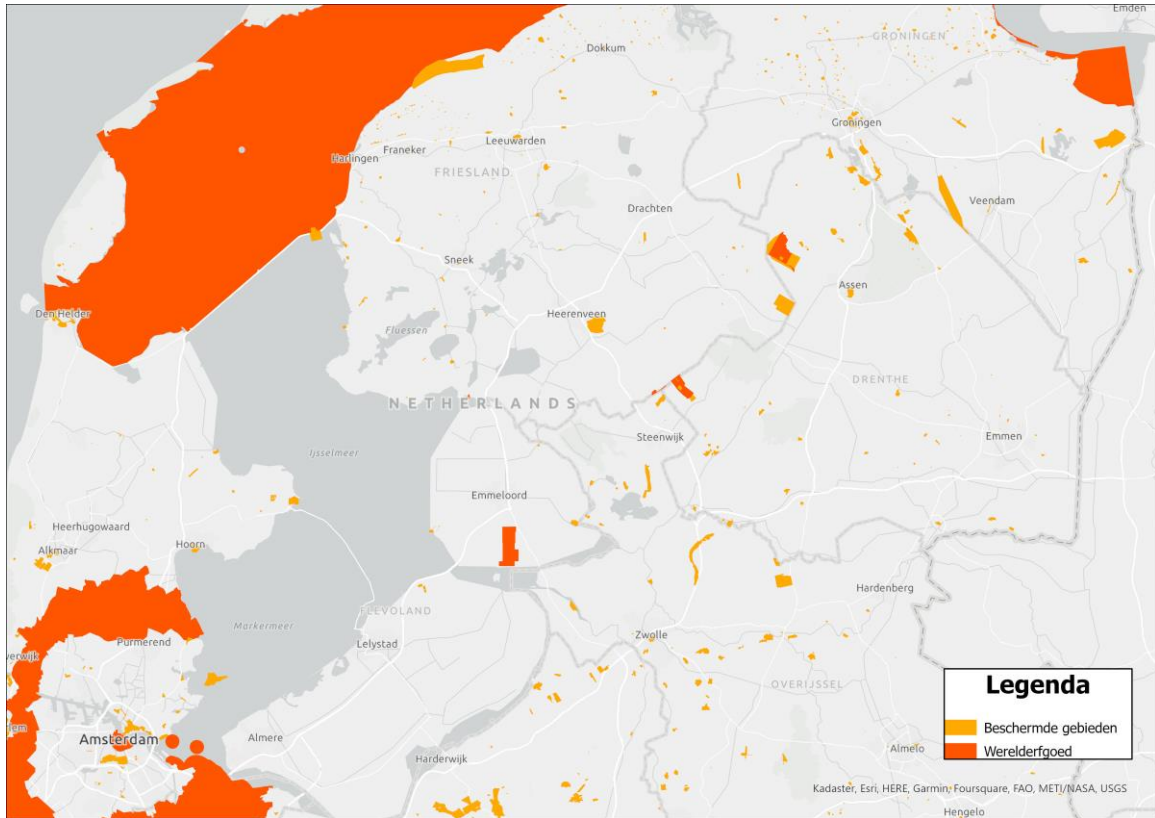 Emden
GRONINGEN
Dokkum
Groningen
Leeuwarden
Franeker
Harlingen
FRIESLAND
Veendam
Drachten
Sneek
Assen
Den Helder
Heerenveen
Fluessen
DRENTHE
NETHERLANDS
Steenwijk
Emmen
Ijsselmeer
Emmeloord
Heerhugowaard
Hoorn
Alkmaar
Hardenberg
FLEVOLAND
Markermeer
Zwolle
Purmerend
Lelystad
erwijk
OVERIJSSEL
Legenda
Beschermde gebieden
Werelderfgoed
lem
Amsterdam
Almere
Almelo
Harderwijk
Kadaster, Esri, HERE, Garmin, Foursquare, FAO, METI/NASA, USGS
Hengelo